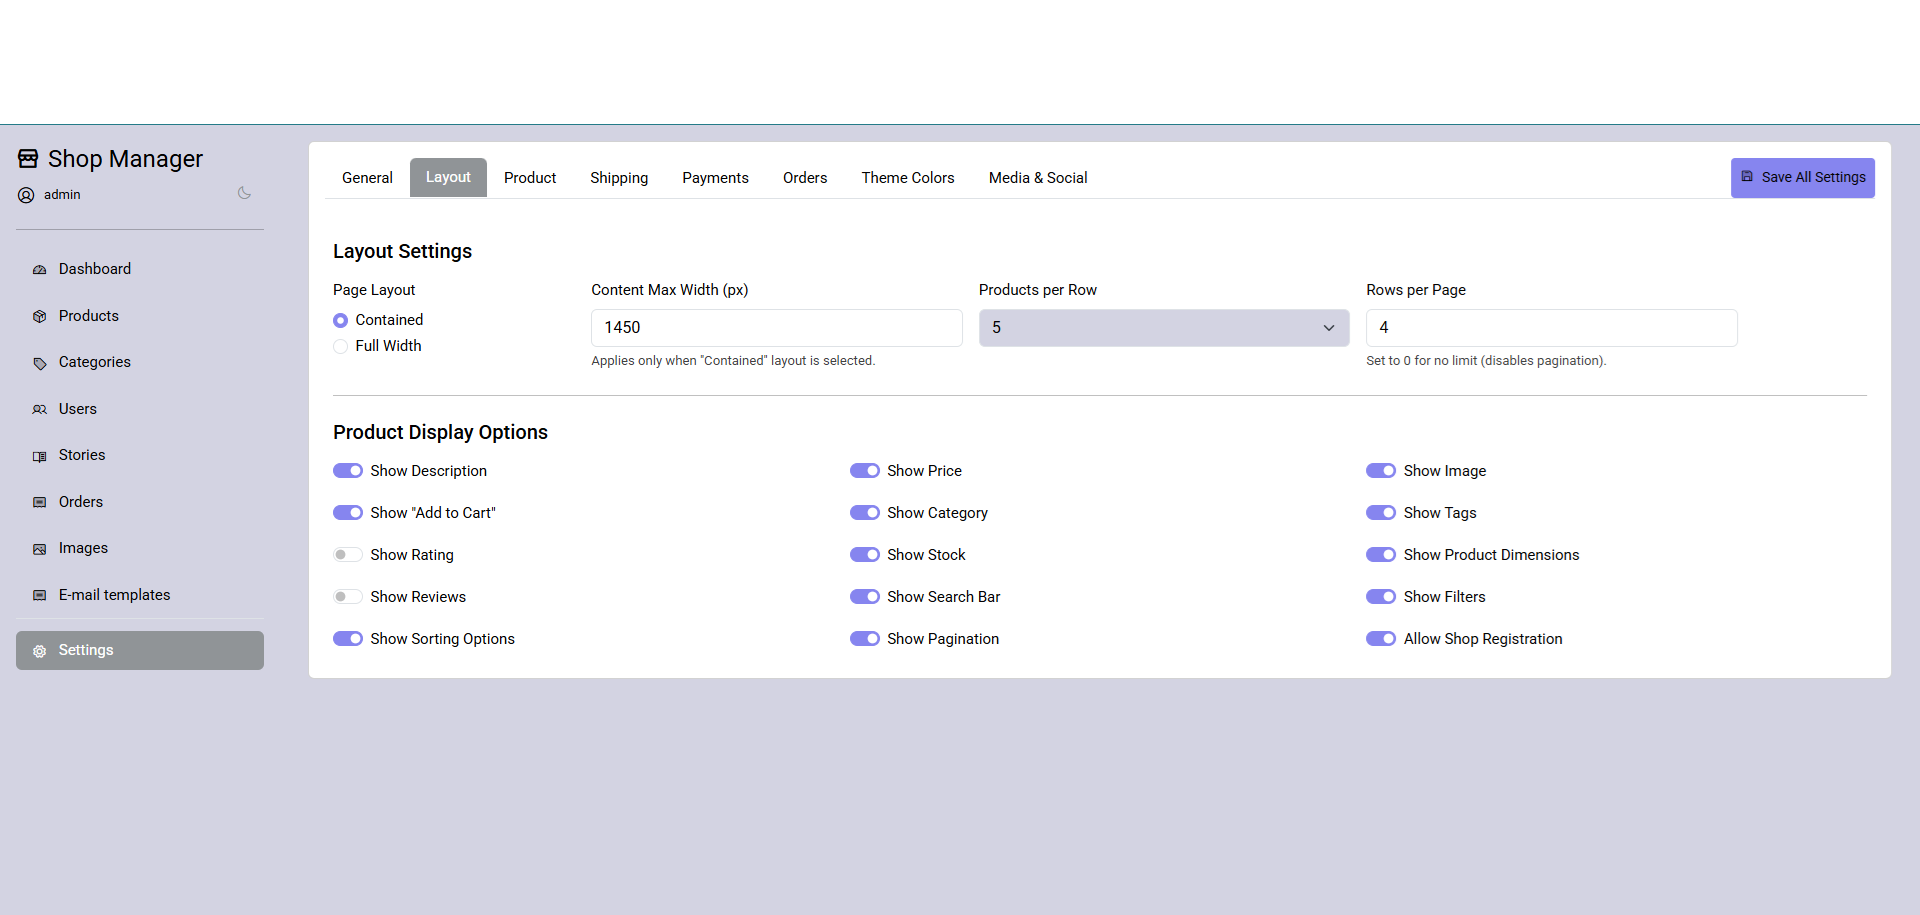 Shop Manager
admin
Dashboard
Products
Categories
Users
Stories
Orders
Images
E-mail templates
Settings
General Layout Product Shipping Payments Orders Theme Colors Media & Social Save All Settings
Layout Settings
Page Layout
Contained
Full Width
Content Max Width (px)
1450
Applies only when "Contained" layout is selected.
Products per Row
5
Rows per Page
4
Set to 0 for no limit (disables pagination).
Product Display Options
Show Description Show Price Show Image
Show "Add to Cart" Show Category Show Tags
Show Rating Show Stock Show Product Dimensions
Show Reviews Show Search Bar Show Filters
Show Sorting Options Show Pagination Allow Shop Registration